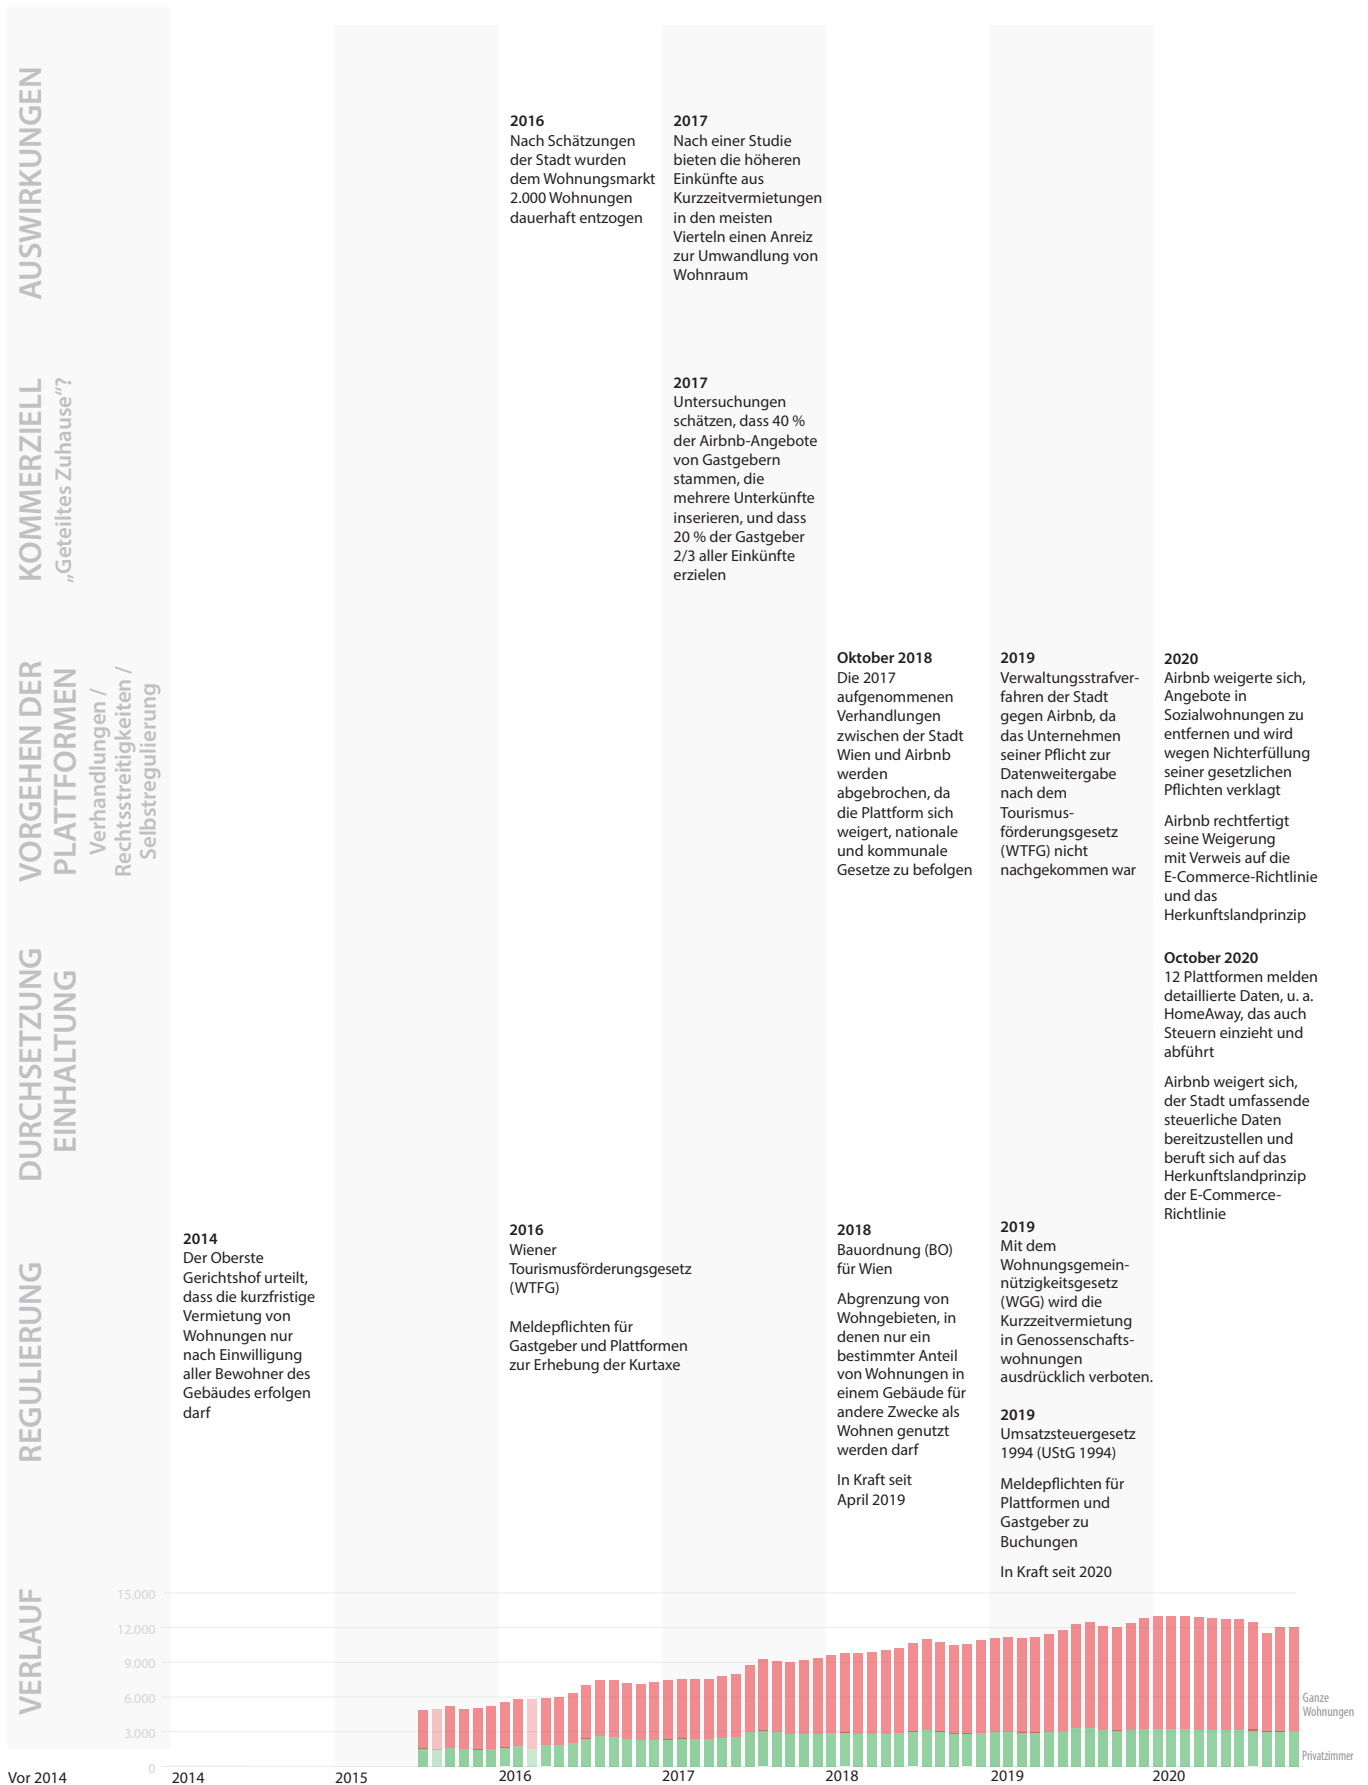 AUSWIRKUNGEN
2016
Nach Schätzungen
der Stadt wurden
dem Wohnungsmarkt
2.000 Wohnungen
dauerhaft entzogen
2017
Nach einer Studie
bieten die höheren
Einkünfte aus
Kurzzeitvermietungen
in den meisten
Vierteln einen Anreiz
zur Umwandlung von
Wohnraum
KOMMERZIELL
„Geteiltes Zuhause“?
2017
Untersuchungen
schätzen, dass 40 %
der Airbnb-Angebote
von Gastgebern
stammen, die
mehrere Unterkünfte
inserieren, und dass
20 % der Gastgeber
2/3 aller Einkünfte
erzielen
VORGEHEN DER
PLATTFORMEN
Verhandlungen /
Rechtsstreitigkeiten /
Selbstregulierung
Oktober 2018
Die 2017
aufgenommenen
Verhandlungen
zwischen der Stadt
Wien und Airbnb
werden
abgebrochen, da
die Plattform sich
weigert, nationale
und kommunale
Gesetze zu befolgen
2019
Verwaltungsstrafver-
fahren der Stadt
gegen Airbnb, da
das Unternehmen
seiner Pflicht zur
Datenweitergabe
nach dem
Tourismus-
förderungsgesetz
(WTFG) nicht
nachgekommen war
2020
Airbnb weigerte sich,
Angebote in
Sozialwohnungen zu
entfernen und wird
wegen Nichterfüllung
seiner gesetzlichen
Pflichten verklagt
Airbnb rechtfertigt
seine Weigerung
mit Verweis auf die
E-Commerce-Richtlinie
und das
Herkunftslandprinzip
DURCHSETZUNG
EINHALTUNG
October 2020
12 Plattformen melden
detaillierte Daten, u. a.
HomeAway, das auch
Steuern einzieht und
abführt
Airbnb weigert sich,
der Stadt umfassende
steuerliche Daten
bereitzustellen und
beruft sich auf das
Herkunftslandprinzip
der E-Commerce-
Richtlinie
REGULIERUNG
2014
Der Oberste
Gerichtshof urteilt,
dass die kurzfristige
Vermietung von
Wohnungen nur
nach Einwilligung
aller Bewohner des
Gebäudes erfolgen
darf
2016
Wiener
Tourismusförderungsgesetz
(WTFG)
Meldepflichten für
Gastgeber und Plattformen
zur Erhebung der Kurtaxe
2018
Bauordnung (BO)
für Wien
Abgrenzung von
Wohngebieten, in
denen nur ein
bestimmter Anteil
von Wohnungen in
einem Gebäude für
andere Zwecke als
Wohnen genutzt
werden darf
In Kraft seit
April 2019
2019
Mit dem
Wohnungsgemein-
nützigkeitsgesetz
(WGG) wird die
Kurzzeitvermietung
in Genossenschafts-
wohnungen
ausdrücklich verboten.
2019
Umsatzsteuergesetz
1994 (UStG 1994)
Meldepflichten für
Plattformen und
Gastgeber zu
Buchungen
In Kraft seit 2020
VERLAUF
15.000
12.000
9.000
6.000
3.000
0
Ganze
Wohnungen
Privatzimmer
Vor 2014
2014
2015
2016
2017
2018
2019
2020